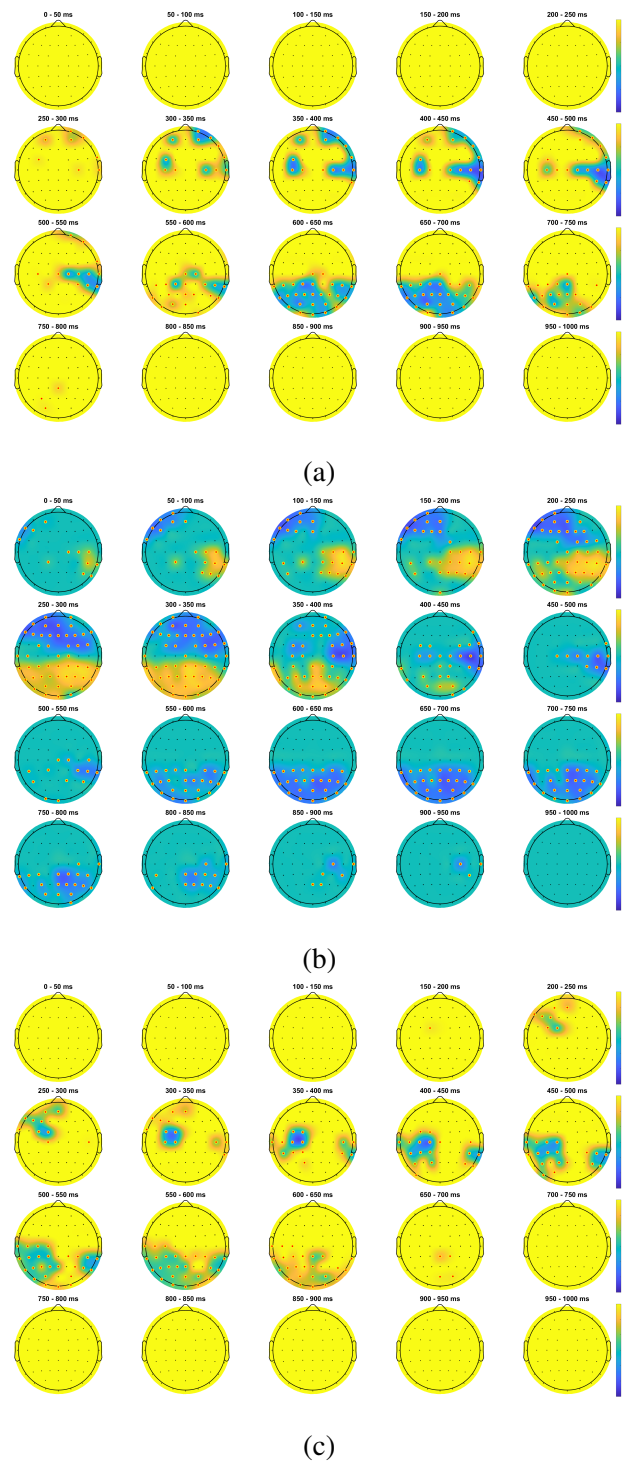 0 - 50 ms 50 - 100 ms 100 - 150 ms 150 - 200 ms 200 - 250 ms
250 - 300 ms 300 - 350 ms 350 - 400 ms 400 - 450 ms 450 - 500 ms
500 - 550 ms 550 - 600 ms 600 - 650 ms 650 - 700 ms 700 - 750 ms
750 - 800 ms 800 - 850 ms 850 - 900 ms 900 - 950 ms 950 - 1000 ms
(a)
0 - 50 ms 50 - 100 ms 100 - 150 ms 150 - 200 ms 200 - 250 ms
250 - 300 ms 300 - 350 ms 350 - 400 ms 400 - 450 ms 450 - 500 ms
500 - 550 ms 550 - 600 ms 600 - 650 ms 650 - 700 ms 700 - 750 ms
750 - 800 ms 800 - 850 ms 850 - 900 ms 900 - 950 ms 950 - 1000 ms
(b)
0 - 50 ms 50 - 100 ms 100 - 150 ms 150 - 200 ms 200 - 250 ms
250 - 300 ms 300 - 350 ms 350 - 400 ms 400 - 450 ms 450 - 500 ms
500 - 550 ms 550 - 600 ms 600 - 650 ms 650 - 700 ms 700 - 750 ms
750 - 800 ms 800 - 850 ms 850 - 900 ms 900 - 950 ms 950 - 1000 ms
(c)